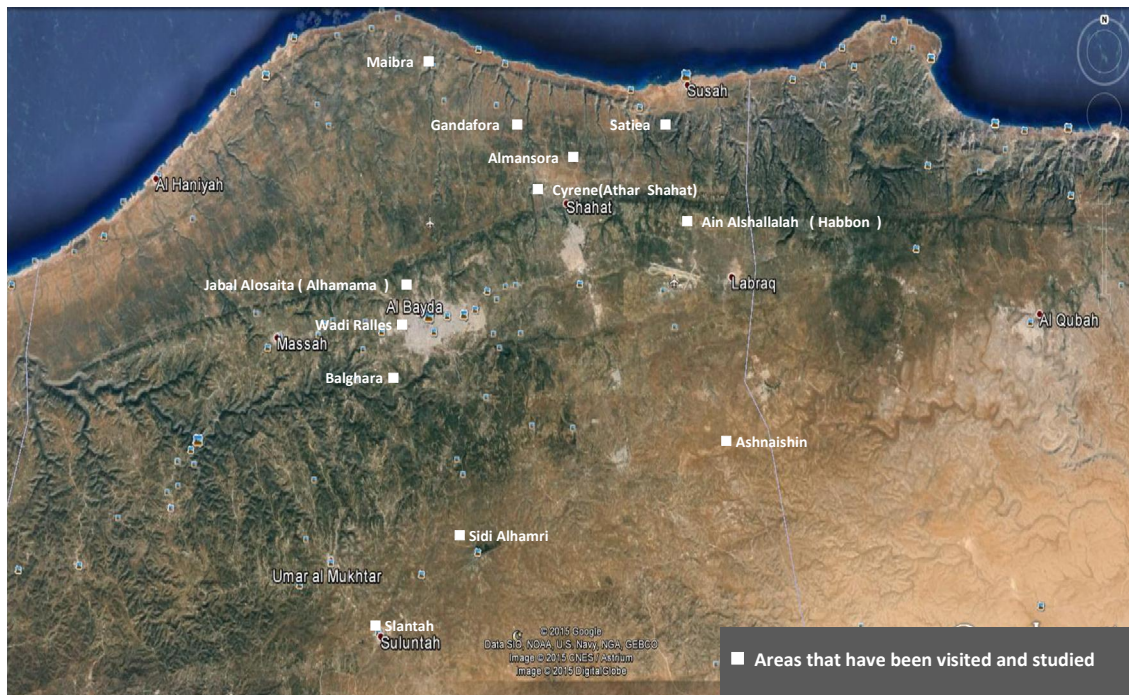 N
Maibra
Susah
Gandafora
Satiea
Almansora
Al Haniyah
Cyrene(Athar Shahat)
Shahat
Ain Alshallalah ( Habbon )
Jabal Alosaita ( Alhamama )
Labraq
Al Bayda
Wadi Ralles
Al Qubah
Massah
Balghara
Ashnaishin
Sidi Alhamri
Umar al Mukhtar
Slantah
Suluntah
© 2015 Google
Data SIO, NOAA, U.S. Navy, NGA, GEBCO
Image © 2015 CNES / Astrium
Image © 2015 DigitalGlobe
Areas that have been visited and studied